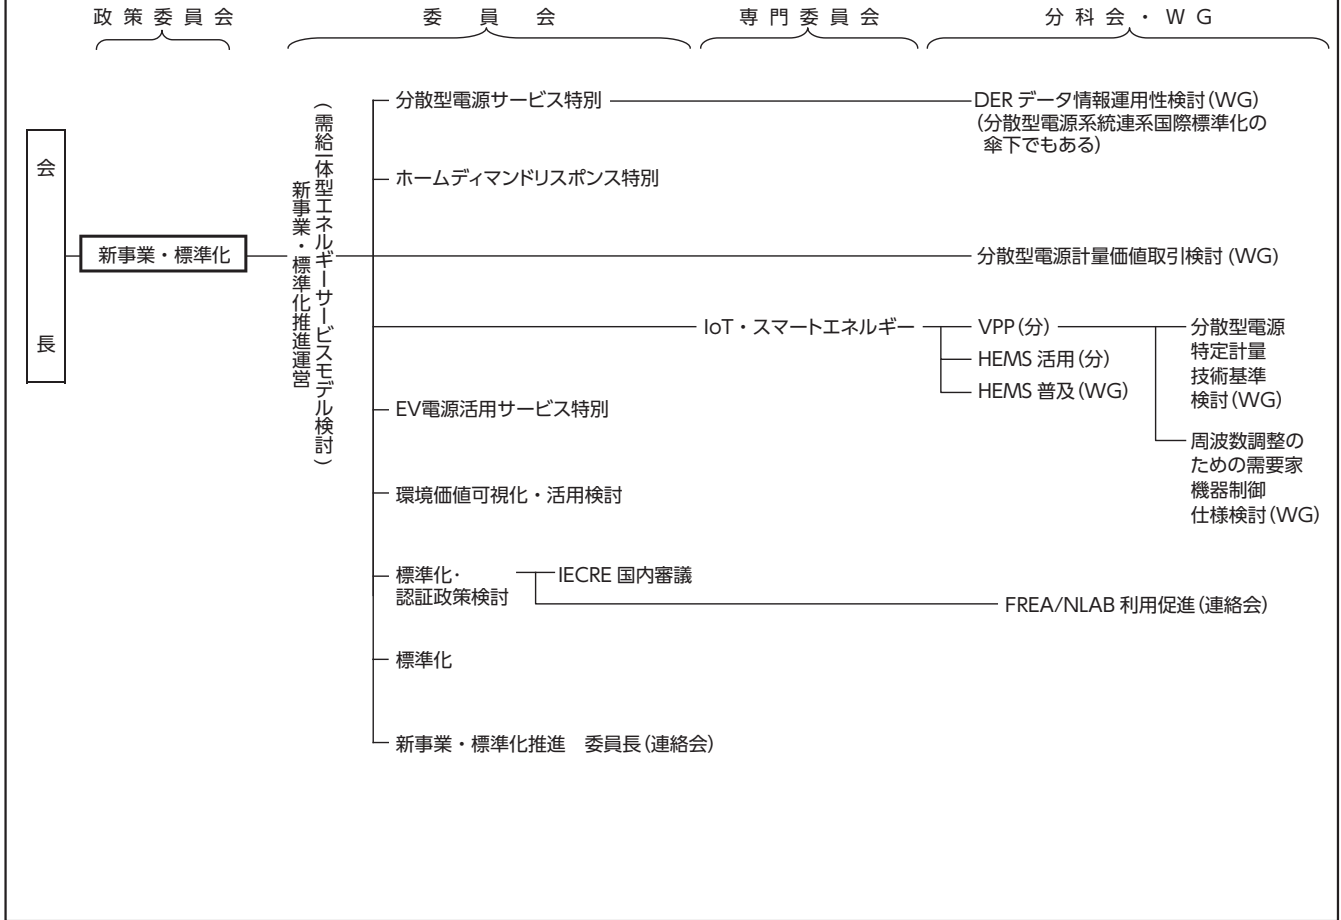 政策委員会
委員会
専門委員会
分科会・WG
会長
新事業・標準化
新事業・標準化推進運営
(需給一体型エネルギーサービスモデル検討)
分散型電源サービス特別
DER データ情報運用性検討(WG)
(分散型電源系統連系国際標準化の
傘下でもある)
ホームディマンドリスポンス特別
分散型電源計量価値取引検討 (WG)
IoT・スマートエネルギー
VPP(分)
HEMS 活用(分)
HEMS 普及(WG)
分散型電源
特定計量
技術基準
検討(WG)
周波数調整の
ための需要家
機器制御
仕様検討(WG)
EV電源活用サービス特別
環境価値可視化・活用検討
標準化・
認証政策検討
IECRE 国内審議
FREA/NLAB 利用促進(連絡会)
標準化
新事業・標準化推進　委員長(連絡会)